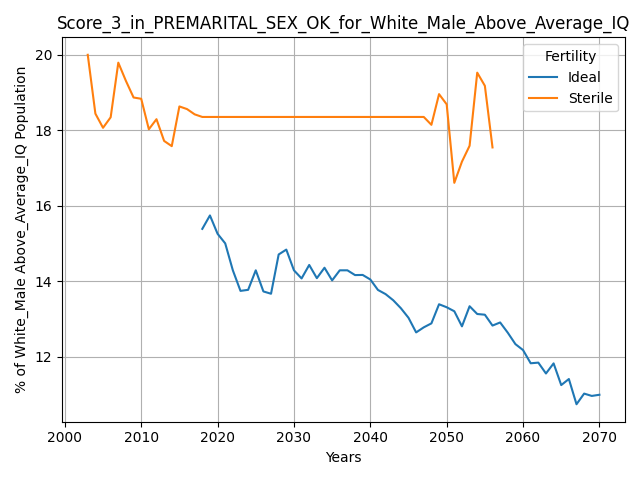 Score_3_in_PREMARITAL_SEX_OK_for_White_Male_Above_Average_IQ
% of White_Male Above_Average_IQ Population
20
18
16
14
12
Fertility
Ideal
Sterile
2000 2010 2020 2030 2040 2050 2060 2070
Years